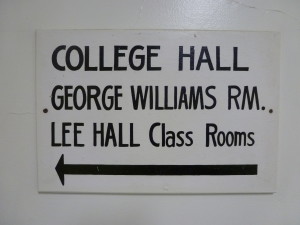 COLLEGE HALL
GEORGE WILLIAMS RM.
LEE HALL Class Rooms